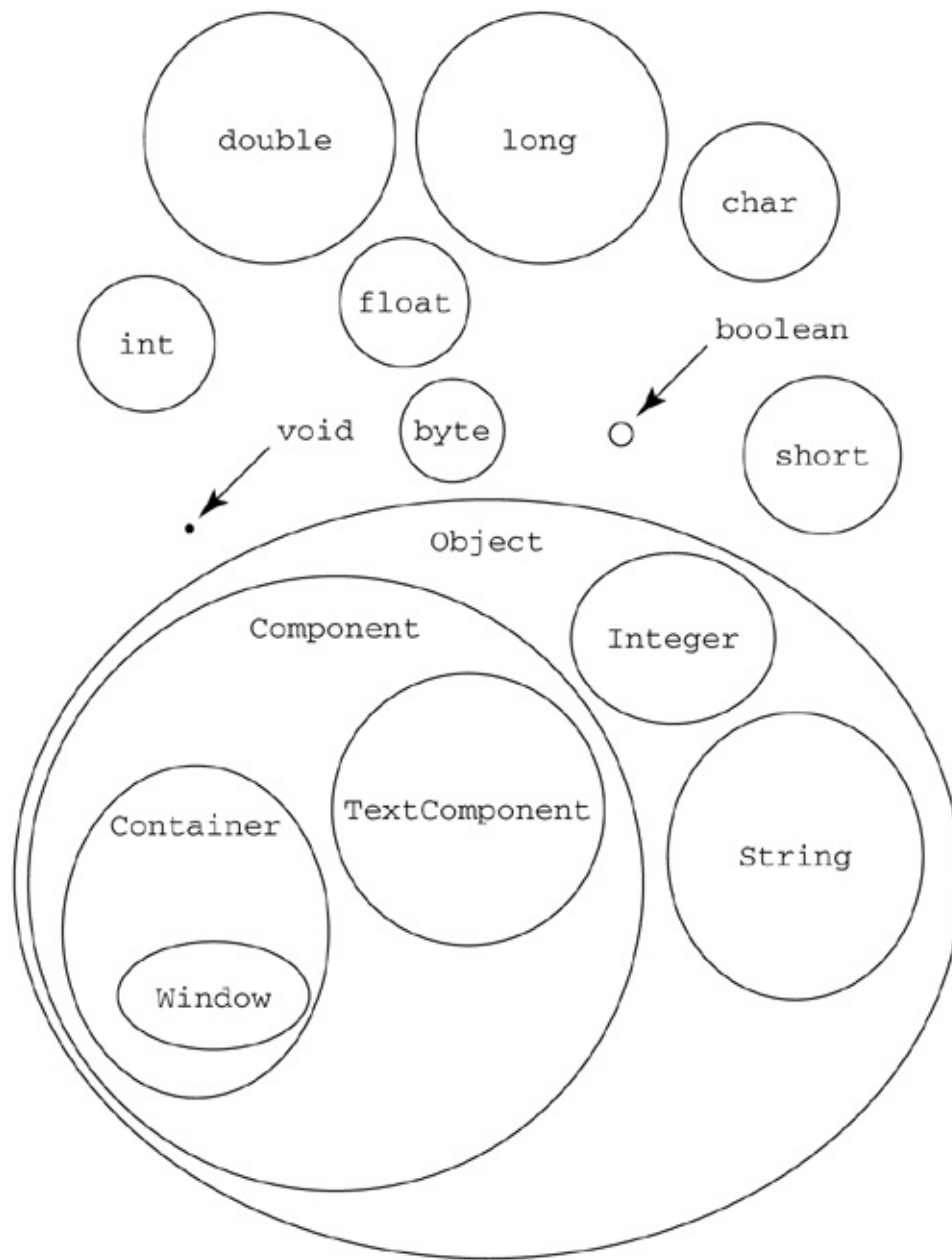 double
long
char
float
int
boolean
void
byte
short
Object
Component
Integer
TextComponent
Container
String
Window